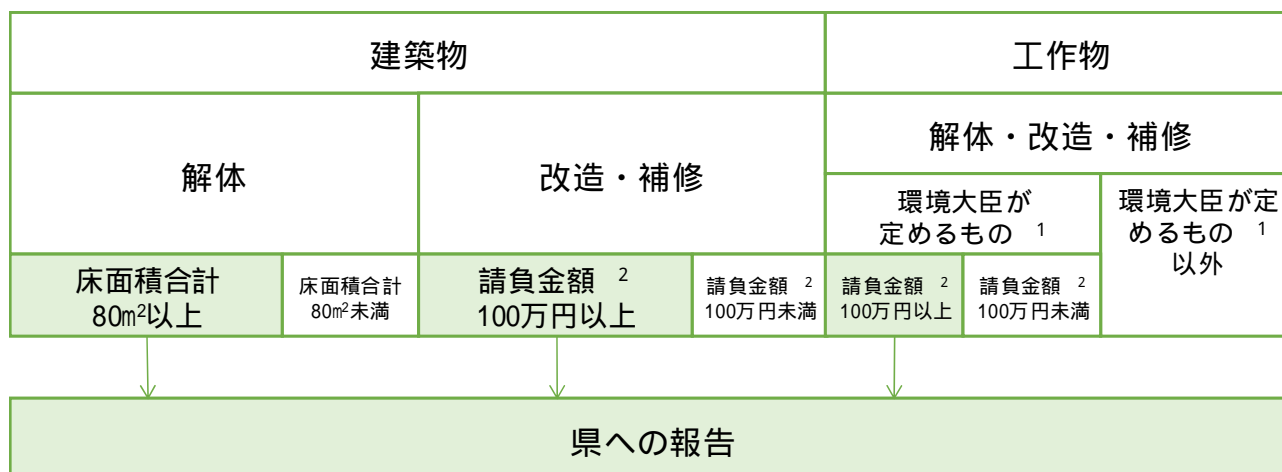 建築物
工作物
解体
改造・補修
解体・改造・補修
環境大臣が
定めるもの 1
環境大臣が定
めるもの 1
以外
床面積合計
80㎡以上
床面積合計
80㎡未満
請負金額 2
100万円以上
請負金額 2
100万円未満
請負金額 2
100万円以上
請負金額 2
100万円未満
県への報告